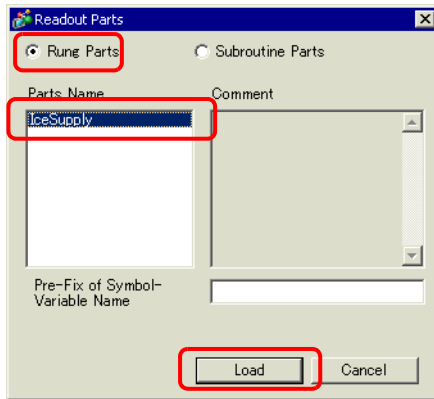 Readout Parts
Rung Parts
Subroutine Parts
Parts Name
Comment
IceSupply
Pre-Fix of Symbol-
Variable Name
Load
Cancel